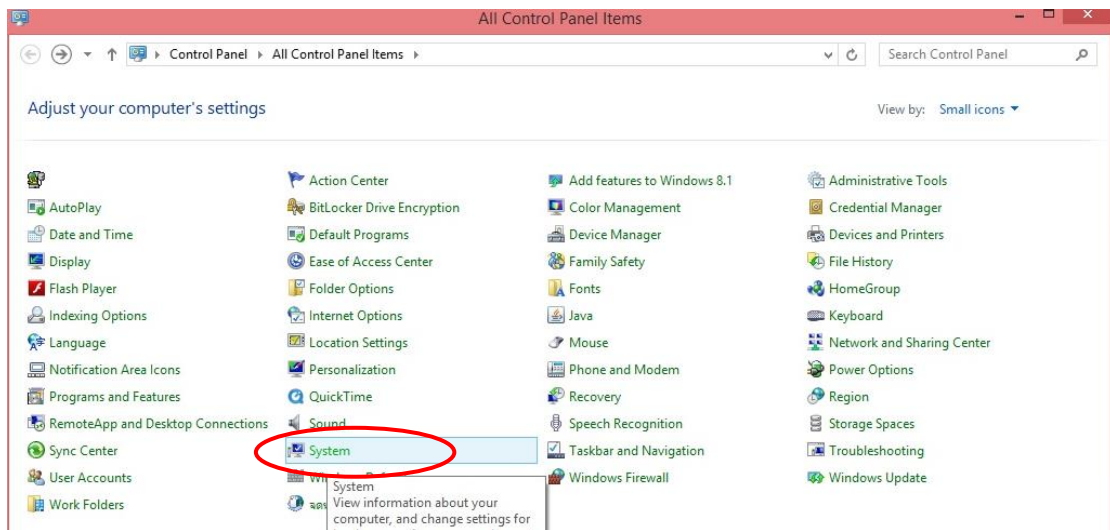 All Control Panel Items
Control Panel All Control Panel Items Search Control Panel
Adjust your computer's settings View by: Small icons
Action Center Add features to Windows 8.1 Administrative Tools
AutoPlay BitLocker Drive Encryption Color Management Credential Manager
Date and Time Default Programs Device Manager Devices and Printers
Display Ease of Access Center Family Safety File History
Flash Player Folder Options Fonts HomeGroup
Indexing Options Internet Options Java Keyboard
Language Location Settings Mouse Network and Sharing Center
Notification Area Icons Personalization Phone and Modem Power Options
Programs and Features QuickTime Recovery Region
RemoteApp and Desktop Connections Sound Speech Recognition Storage Spaces
Sync Center System Taskbar and Navigation Troubleshooting
User Accounts Windows Firewall Windows Update
System
Work Folders
View information about your
computer, and change settings for